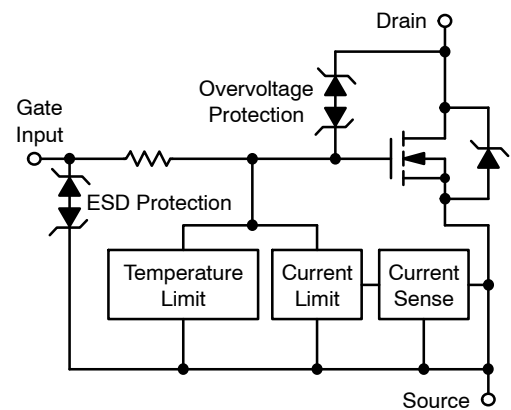 Drain
Overvoltage
Protection
Gate
Input
ESD Protection
Temperature
Limit
Current
Limit
Current
Sense
Source